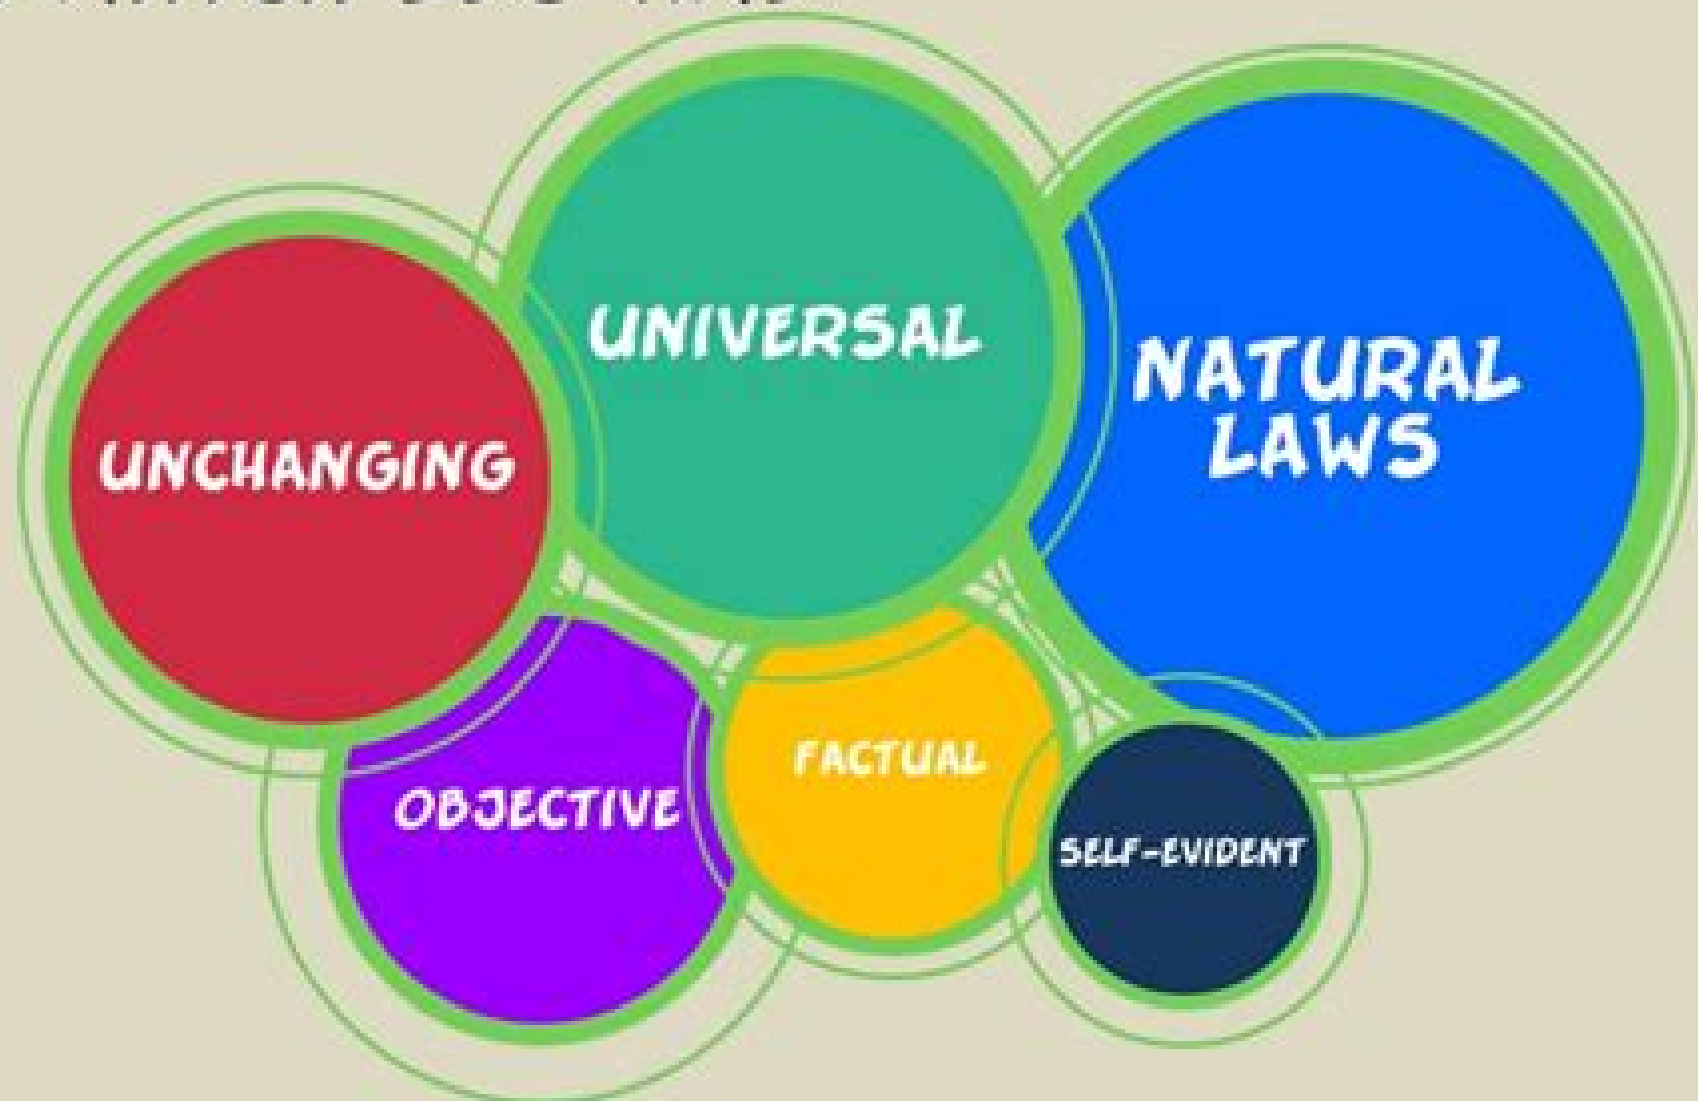 UNIVERSAL
NATURAL
LAWS
UNCHANGING
FACTUAL
OBJECTIVE
SELF-EVIDENT